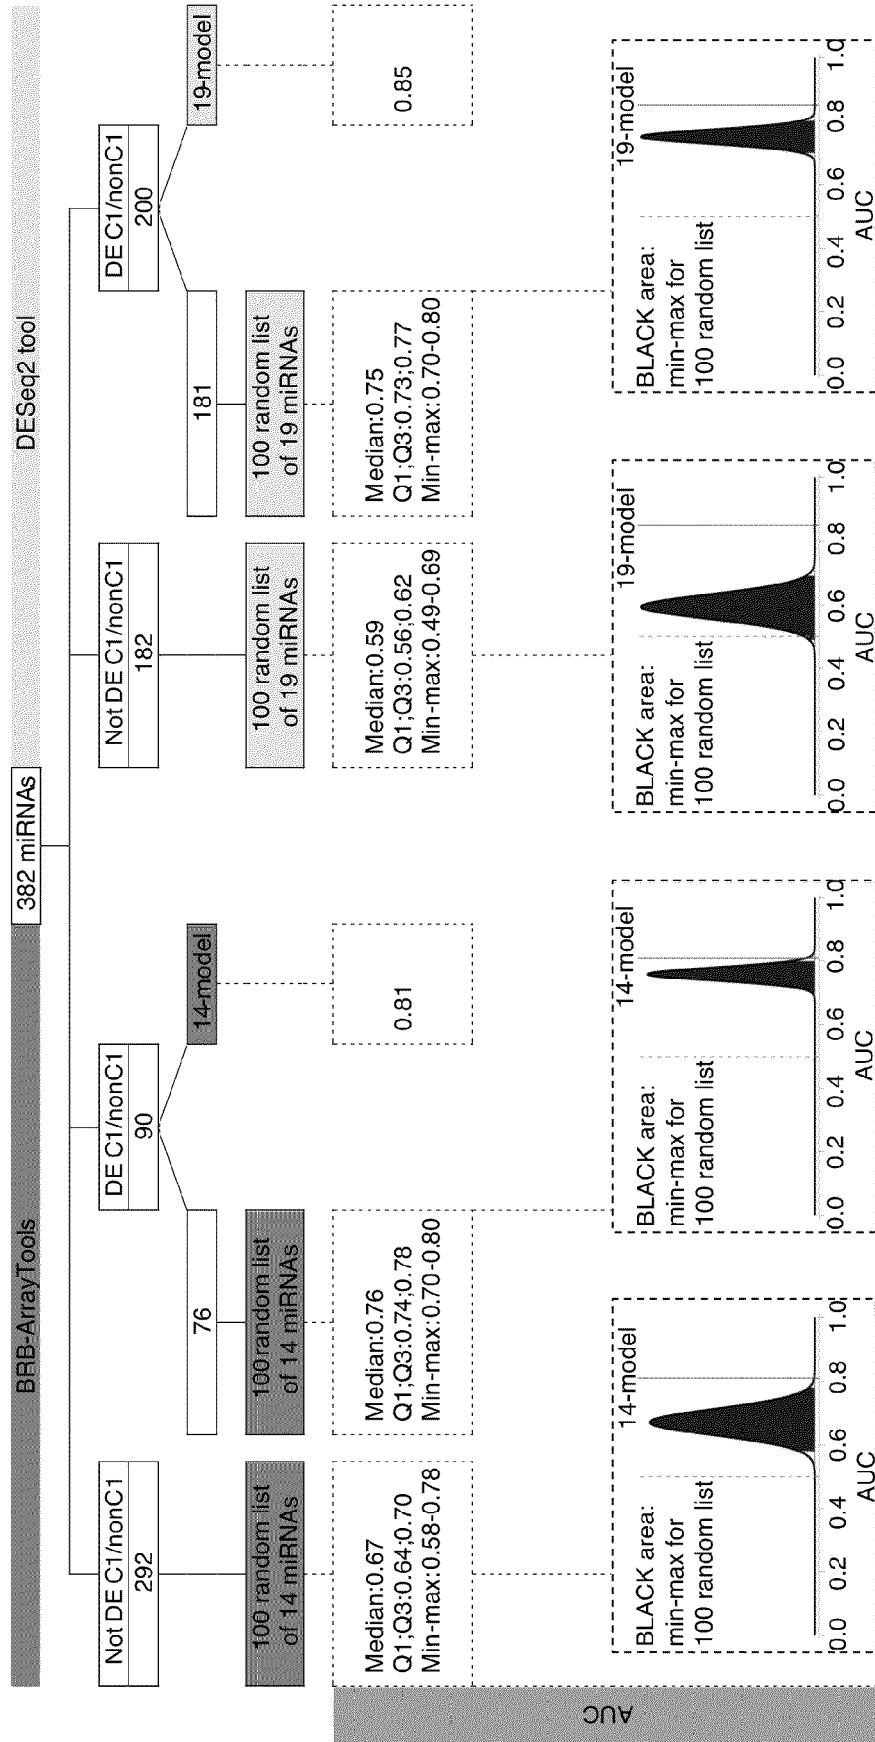 BRB-ArrayTools
382 miRNAs
DESeq2 tool
Not DE C1/nonC1
292
DE C1/nonC1
90
Not DE C1/nonC1
182
DE C1/nonC1
200
76
14-model
181
19-model
100 random list
of 14 miRNAs
100 random list
of 14 miRNAs
100 random list
of 19 miRNAs
100 random list
of 19 miRNAs
AUC
Median:0.67
Q1;Q3:0.64;0.70
Min-max:0.58-0.78
Median:0.76
Q1;Q3:0.74;0.78
Min-max:0.70-0.80
0.81
Median:0.59
Q1;Q3:0.56;0.62
Min-max:0.49-0.69
Median:0.75
Q1;Q3:0.73;0.77
Min-max:0.70-0.80
0.85
14-model
BLACK area:
min-max for
100 random list
0.0 0.2 0.4 0.6 0.8 1.0
AUC
14-model
BLACK area:
min-max for
100 random list
0.0 0.2 0.4 0.6 0.8 1.0
AUC
19-model
BLACK area:
min-max for
100 random list
0.0 0.2 0.4 0.6 0.8 1.0
AUC
19-model
BLACK area:
min-max for
100 random list
0.0 0.2 0.4 0.6 0.8 1.0
AUC